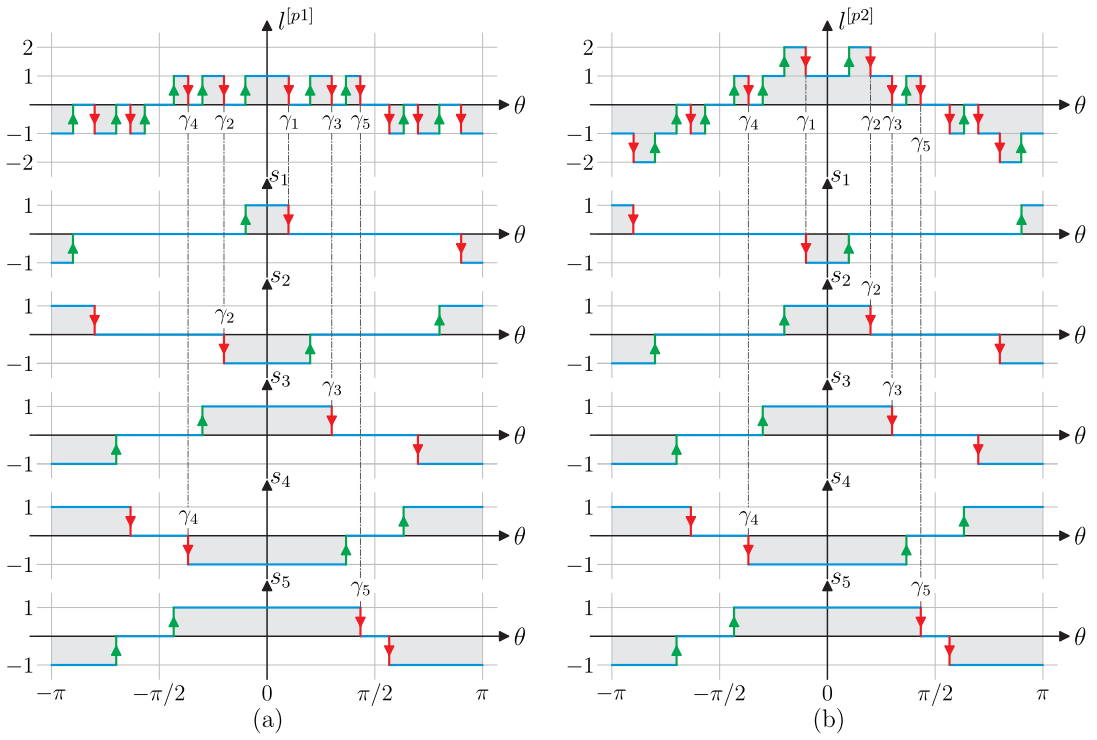 l^{[p1]}
2
1
θ
γ₄ γ₂ γ₁ γ₃ γ₅
−1
−2
s₁
1
θ
−1
s₂
1
γ₂
θ
−1
s₃
γ₃
1
θ
−1
s₄
1
γ₄
θ
−1
s₅
γ₅
1
θ
−1
−π −π/2 0 π/2 π
(a)
l^{[p2]}
2
1
θ
γ₄ γ₁ γ₂ γ₃
−1
γ₅
−2
s₁
1
θ
−1
s₂
γ₂
1
θ
−1
s₃
γ₃
1
θ
−1
s₄
1
γ₄
θ
−1
s₅
γ₅
1
θ
−1
−π −π/2 0 π/2 π
(b)